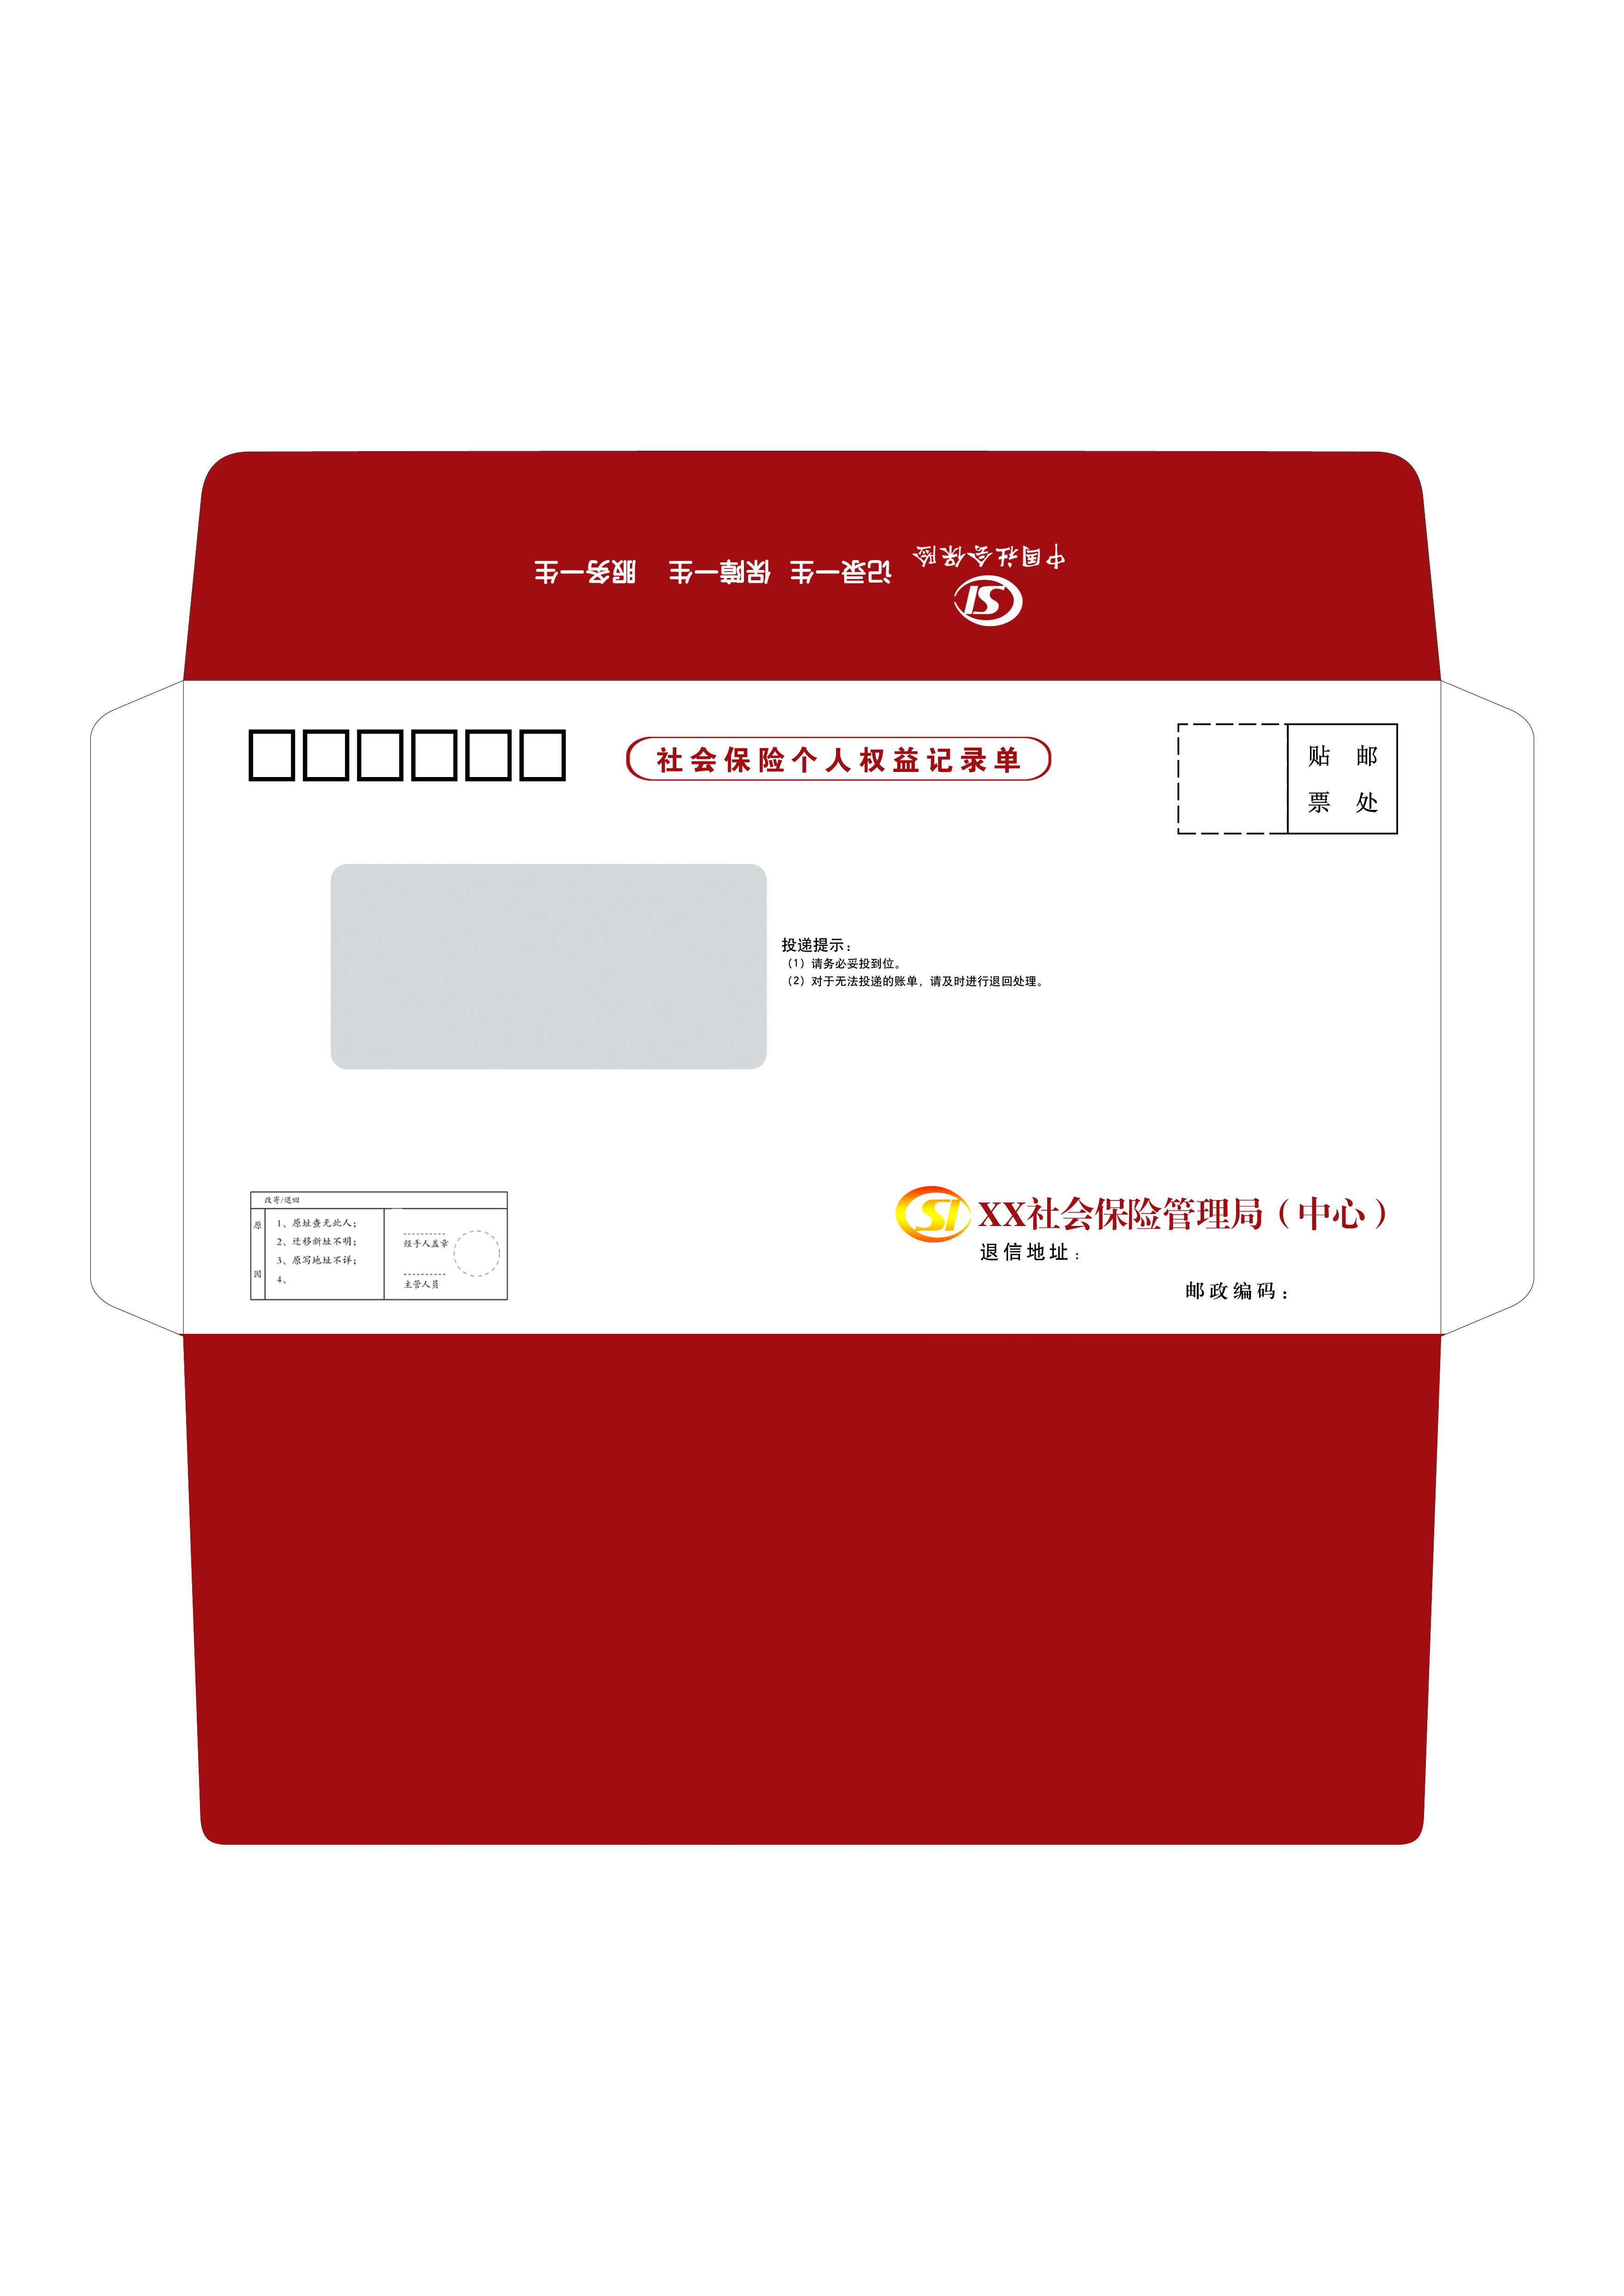 中国社会保险
SI
记录一生 保障一生 服务一生
社会保险个人权益记录单
贴 邮
票 处
投递提示：
（1）请务必妥投到位。
（2）对于无法投递的账单，请及时进行退回处理。
改寄/退回
原
因
1、原址查无此人；
2、迁移新址不明；
3、原写地址不详；
4、
经手人盖章
主管人员
SI
XX社会保险管理局（中心）
退信地址：
邮政编码：